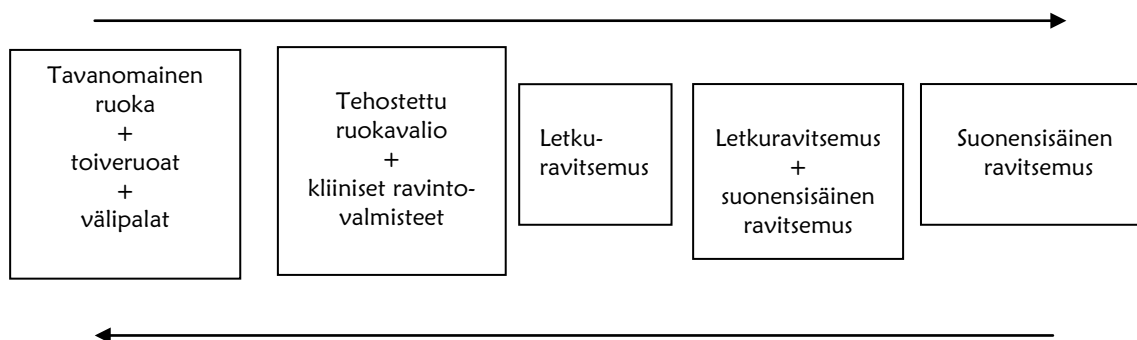 Tavanomainen
ruoka
+
toiveruoat
+
välipalat
Tehostettu
ruokavalio
+
kliiniset ravinto-
valmisteet
Letku-
ravitsemus
Letkuravitsemus
+
suonensisäinen
ravitsemus
Suonensisäinen
ravitsemus